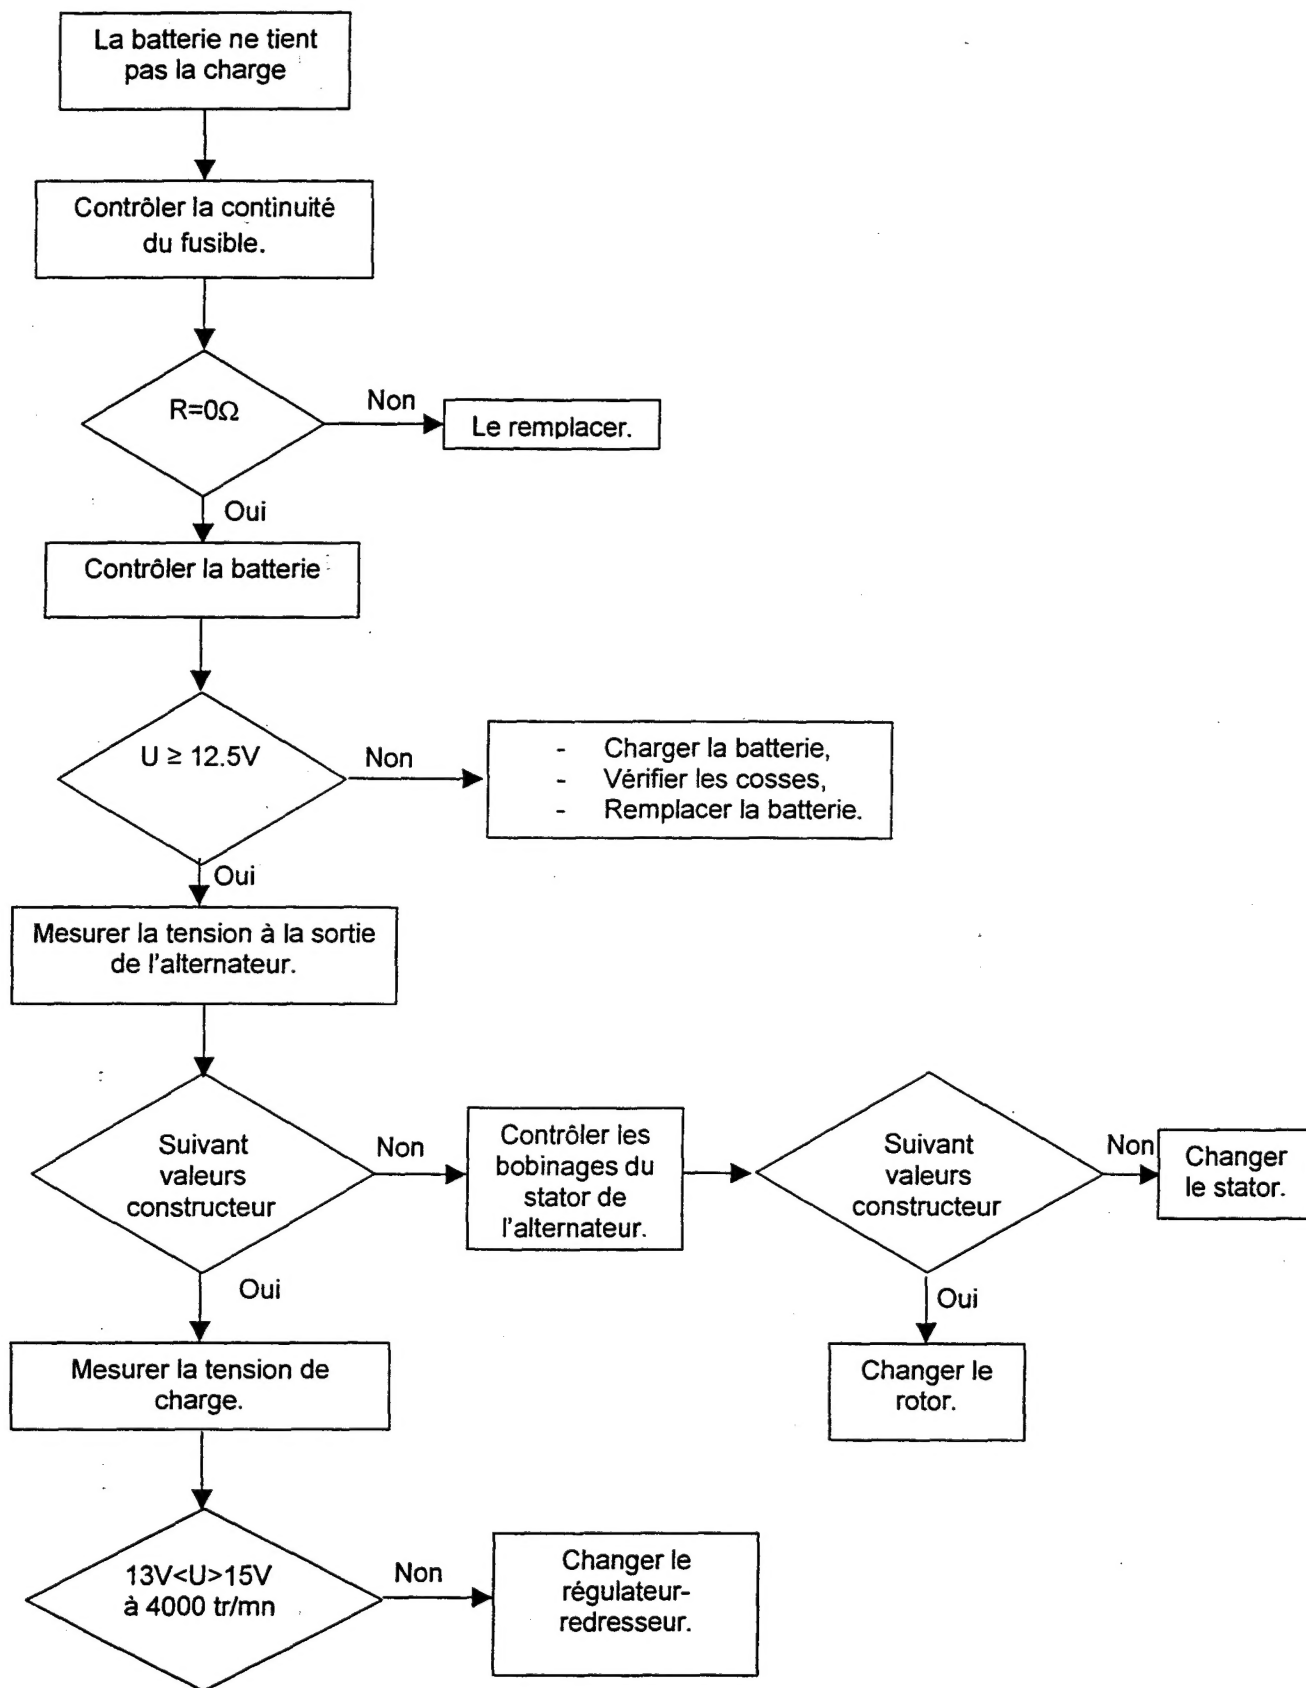 La batterie ne tient
pas la charge
Contrôler la continuité
du fusible.
R=0Ω
Non
Le remplacer.
Oui
Contrôler la batterie
U ≥ 12.5V
Non
- Charger la batterie,
- Vérifier les cosses,
- Remplacer la batterie.
Oui
Mesurer la tension à la sortie
de l'alternateur.
Suivant
valeurs
constructeur
Non
Contrôler les
bobinages du
stator de
l'alternateur.
Suivant
valeurs
constructeur
Non
Changer
le stator.
Oui
Changer le
rotor.
Oui
Mesurer la tension de
charge.
13V<U>15V
à 4000 tr/mn
Non
Changer le
régulateur-
redresseur.